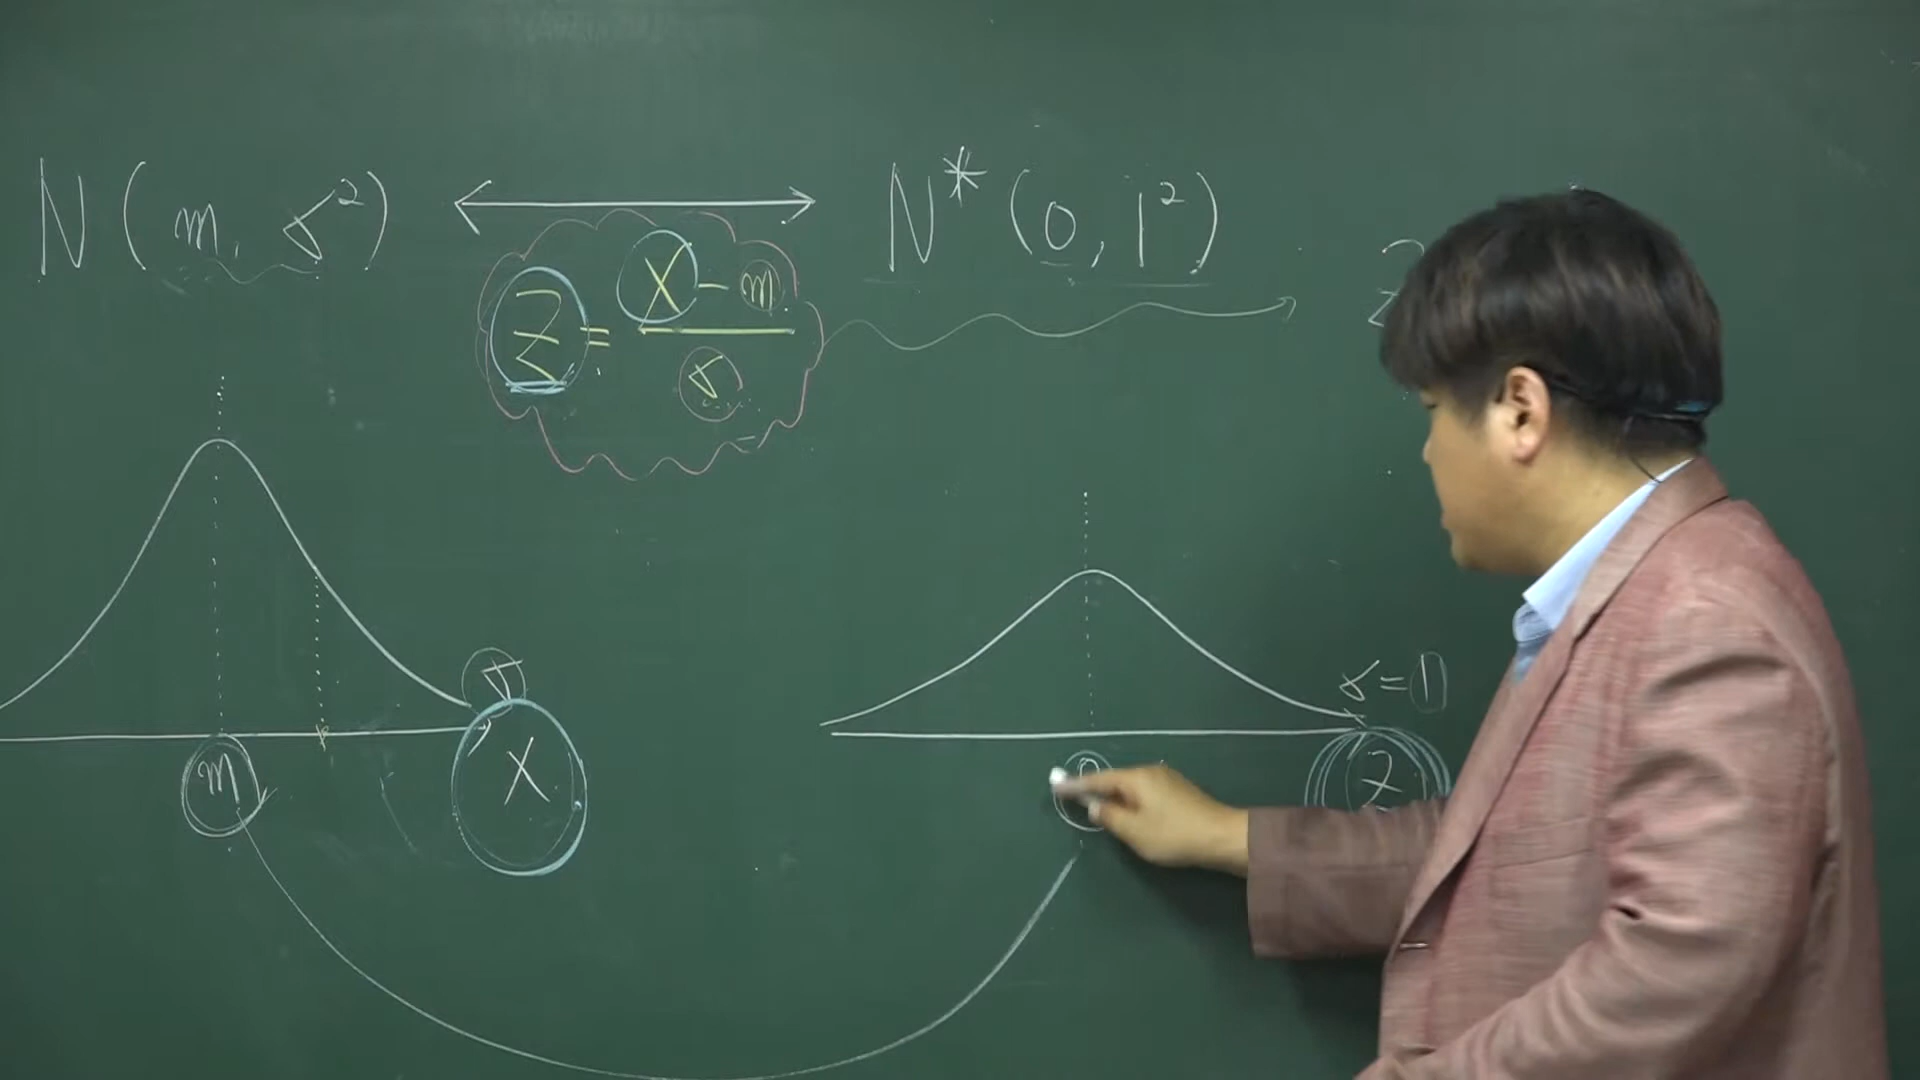 N(m, σ²) ⟷ N*(0, 1²)
Z = (X - m) / σ
σ
σ = 1
m
X
0
Z